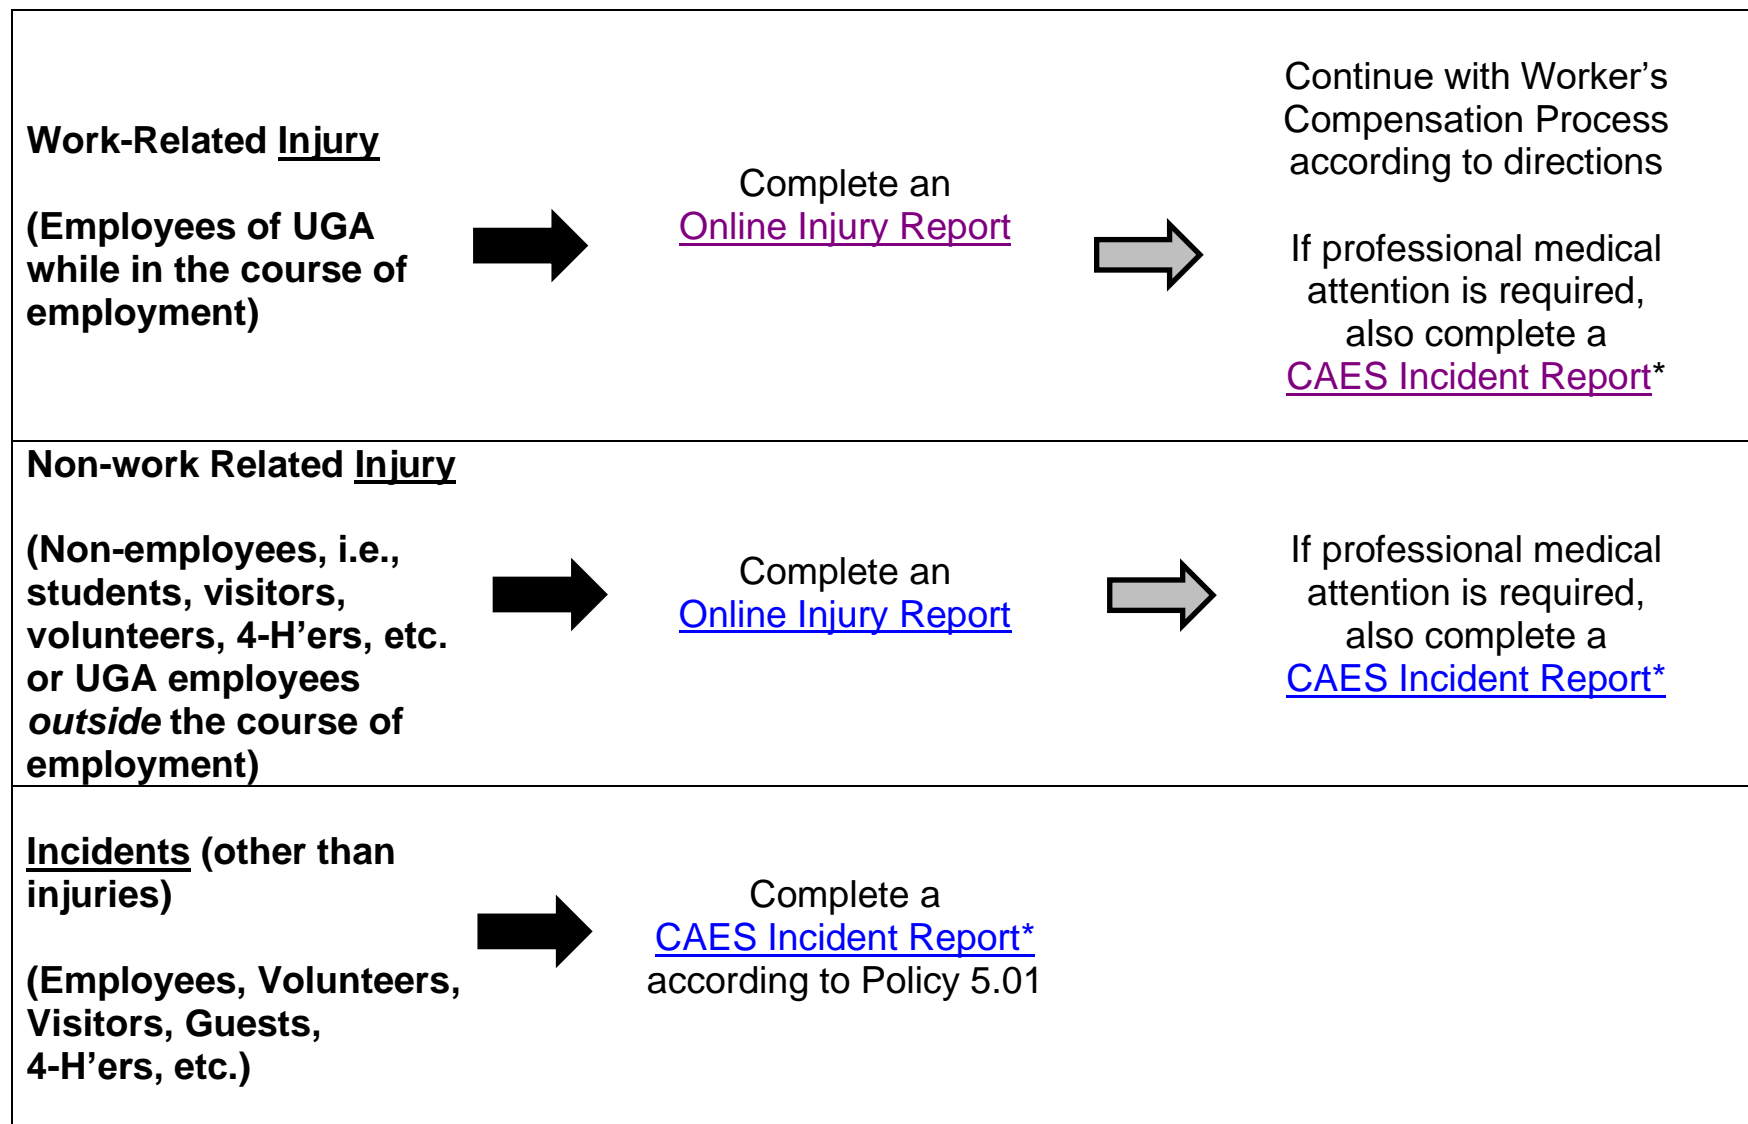 Work-Related Injury
(Employees of UGA
while in the course of
employment)
Complete an
Online Injury Report
Continue with Worker’s
Compensation Process
according to directions
If professional medical
attention is required,
also complete a
CAES Incident Report*
Non-work Related Injury
(Non-employees, i.e.,
students, visitors,
volunteers, 4-H’ers, etc.
or UGA employees
outside the course of
employment)
Complete an
Online Injury Report
If professional medical
attention is required,
also complete a
CAES Incident Report*
Incidents (other than
injuries)
(Employees, Volunteers,
Visitors, Guests,
4-H’ers, etc.)
Complete a
CAES Incident Report*
according to Policy 5.01